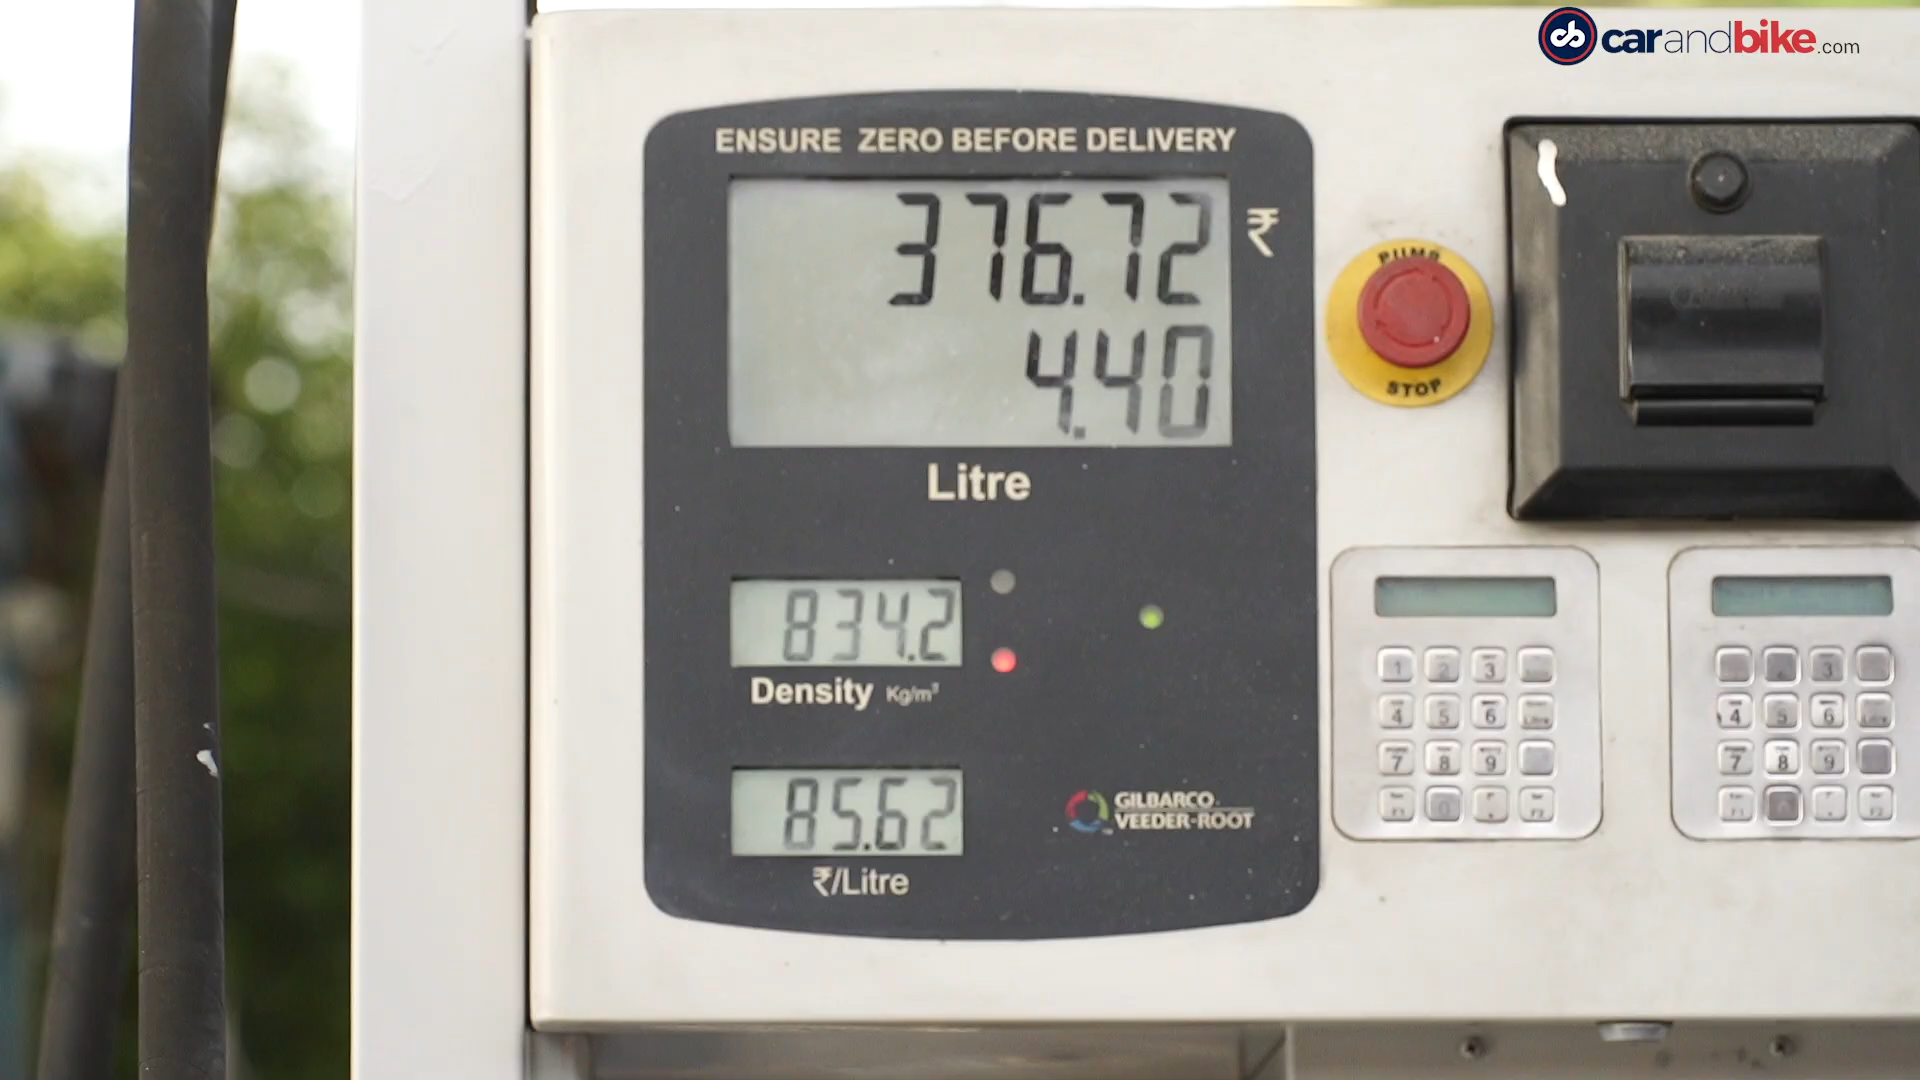 carandbike.com
ENSURE ZERO BEFORE DELIVERY
376.72 ₹
4.40
Litre
PUMP
STOP
834.2
Density Kg/m³
85.62
₹/Litre
GILBARCO
VEEDER-ROOT
1 2 3
4 5 6
7 8 9
0
3
4 5 6
7 8 9